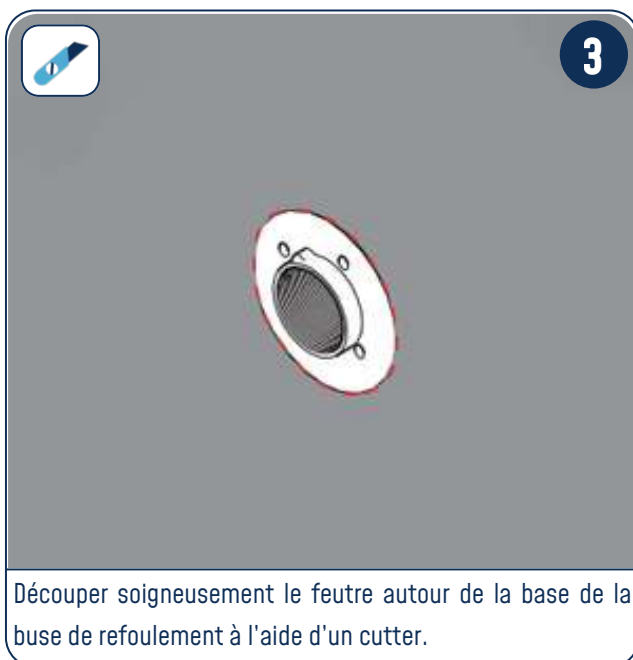 3
Découper soigneusement le feutre autour de la base de la
buse de refoulement à l'aide d'un cutter.